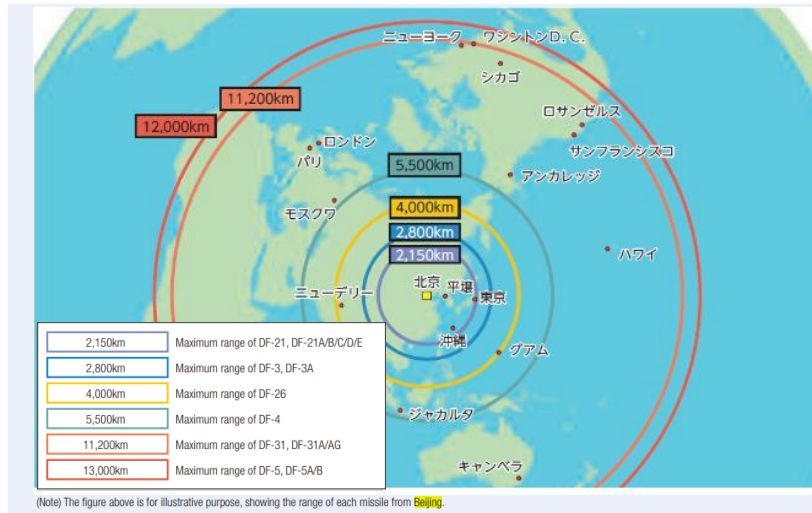 ニューヨーク
ワシントンD.C.
シカゴ
11,200km
12,000km
ロサンゼルス
サンフランシスコ
ロンドン
パリ
5,500km
アンカレッジ
モスクワ
4,000km
2,800km
ハワイ
2,150km
北京
平壌
ニューデリー
東京
沖縄
グアム
ジャカルタ
キャンベラ
2,150km Maximum range of DF-21, DF-21A/B/C/D/E
2,800km Maximum range of DF-3, DF-3A
4,000km Maximum range of DF-26
5,500km Maximum range of DF-4
11,200km Maximum range of DF-31, DF-31A/AG
13,000km Maximum range of DF-5, DF-5A/B
(Note) The figure above is for illustrative purpose, showing the range of each missile from Beijing.